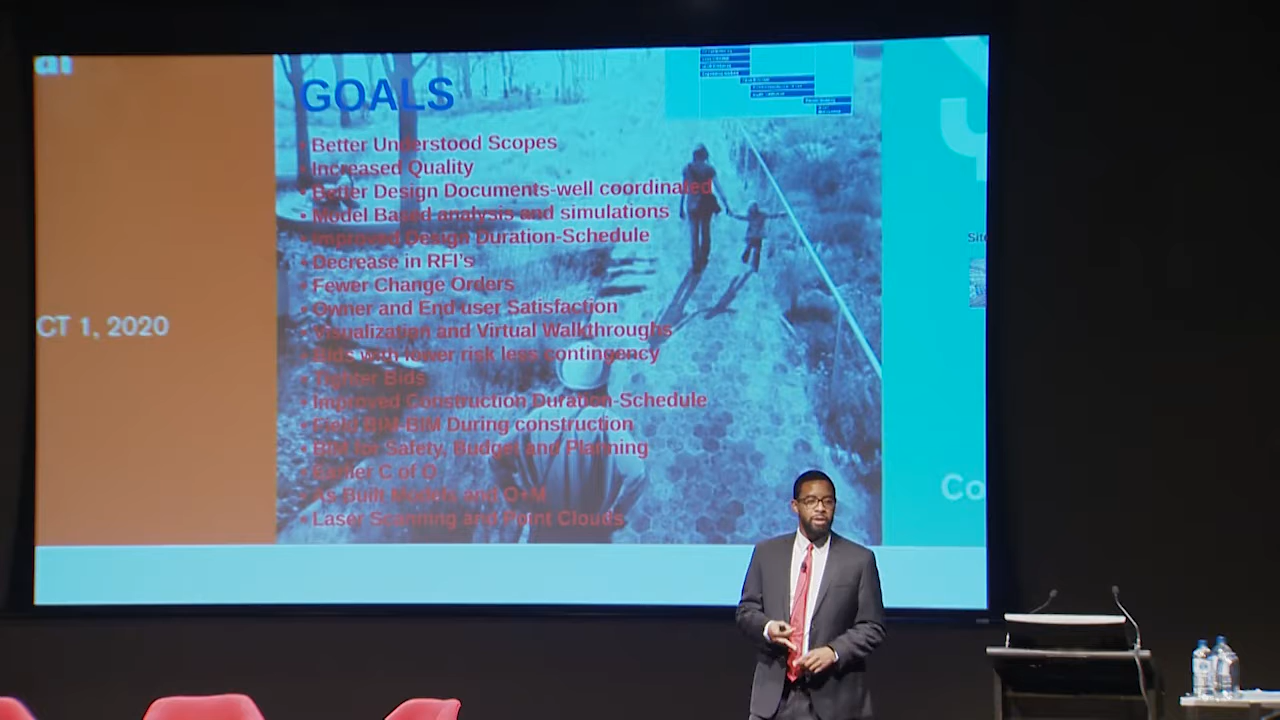 GOALS
• Better Understood Scopes
• Increased Quality
• Better Design Documents-well coordinated
• Model Based analysis and simulations
• Improved Design Duration-Schedule
• Decrease in RFI's
• Fewer Change Orders
• Owner and End user Satisfaction
• Visualization and Virtual Walkthroughs
• Bids with lower risk less contingency
• Tighter Bids
• Improved Construction Duration-Schedule
• Field BIM-BIM During construction
• BIM for Safety, Budget and Planning
• Earlier C of O
• As Built Models and O+M
• Laser Scanning and Point Clouds
CT 1, 2020
Sit
Co